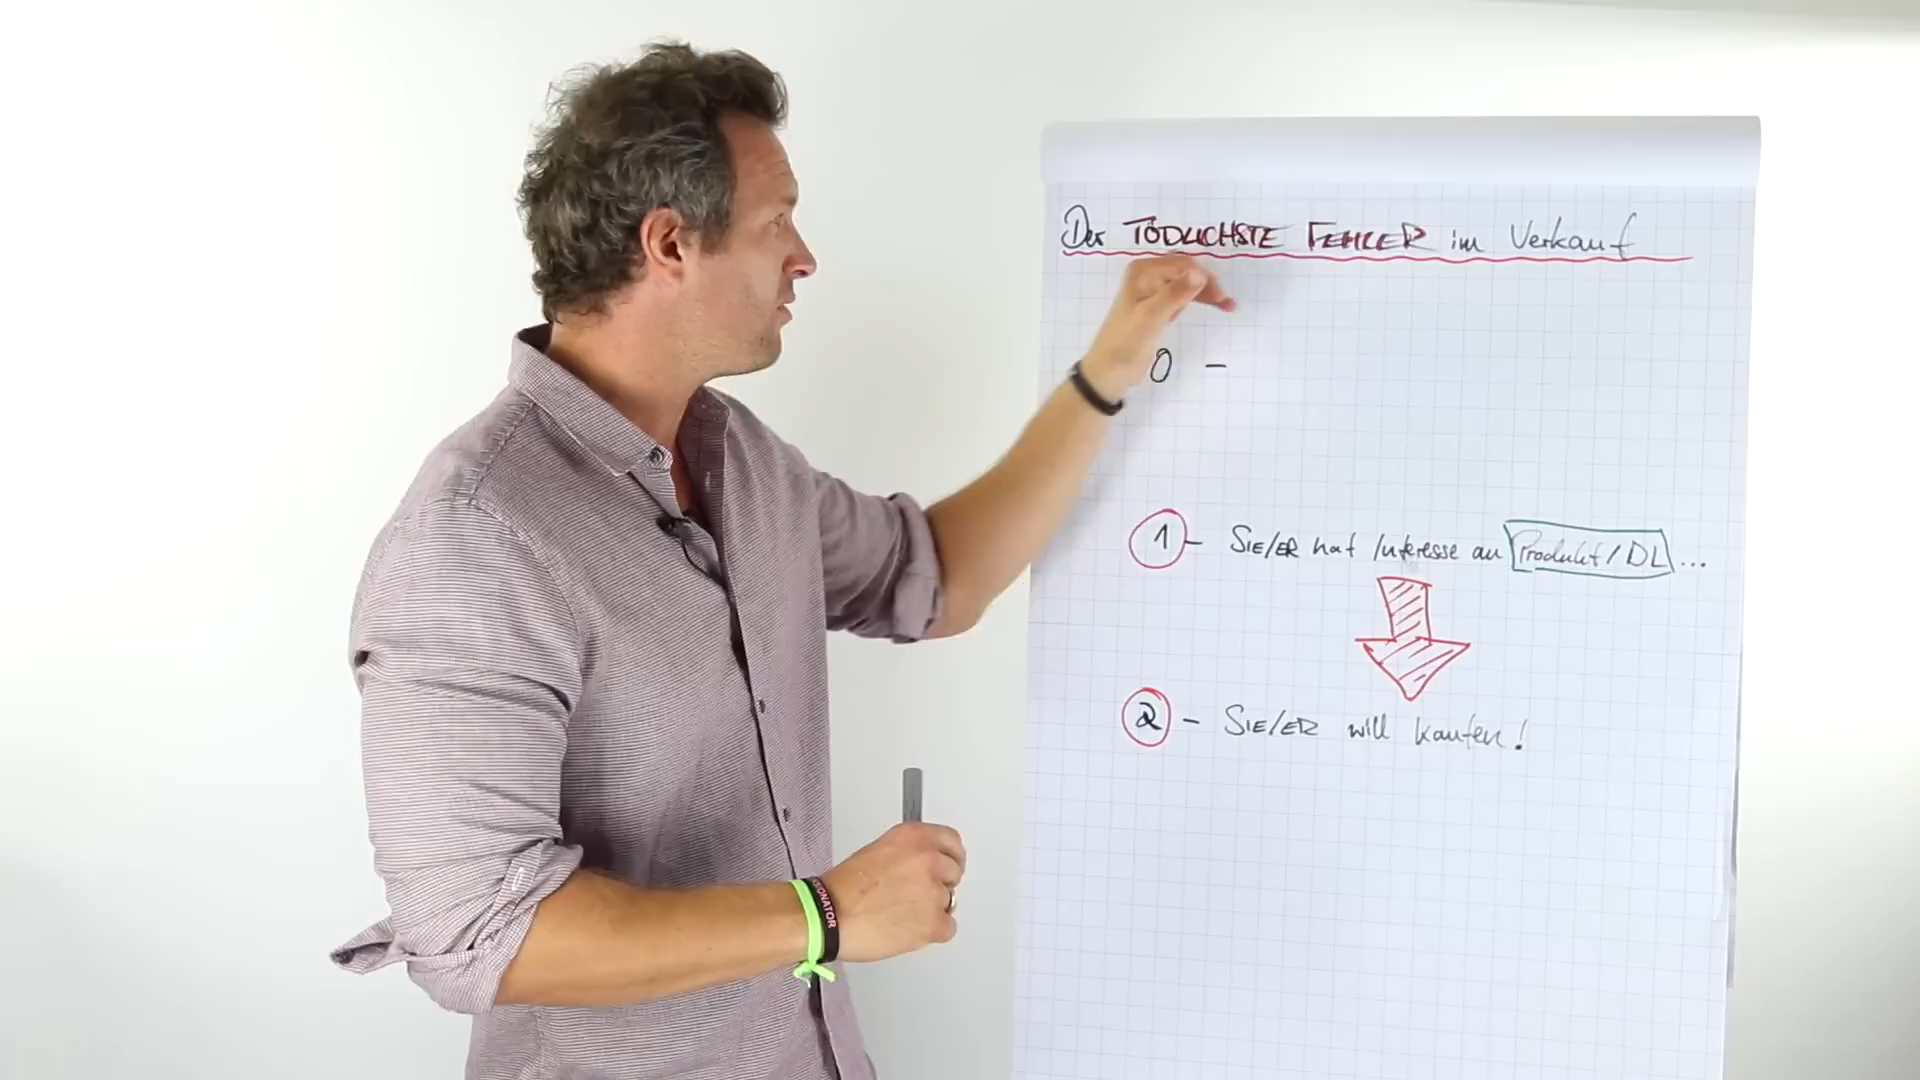 Der TÖDLICHSTE FEHLER im Verkauf
0 -
1 - SIE/ER hat Interesse an Produkt/DL ...
2 - SIE/ER will kaufen!
SONATOR